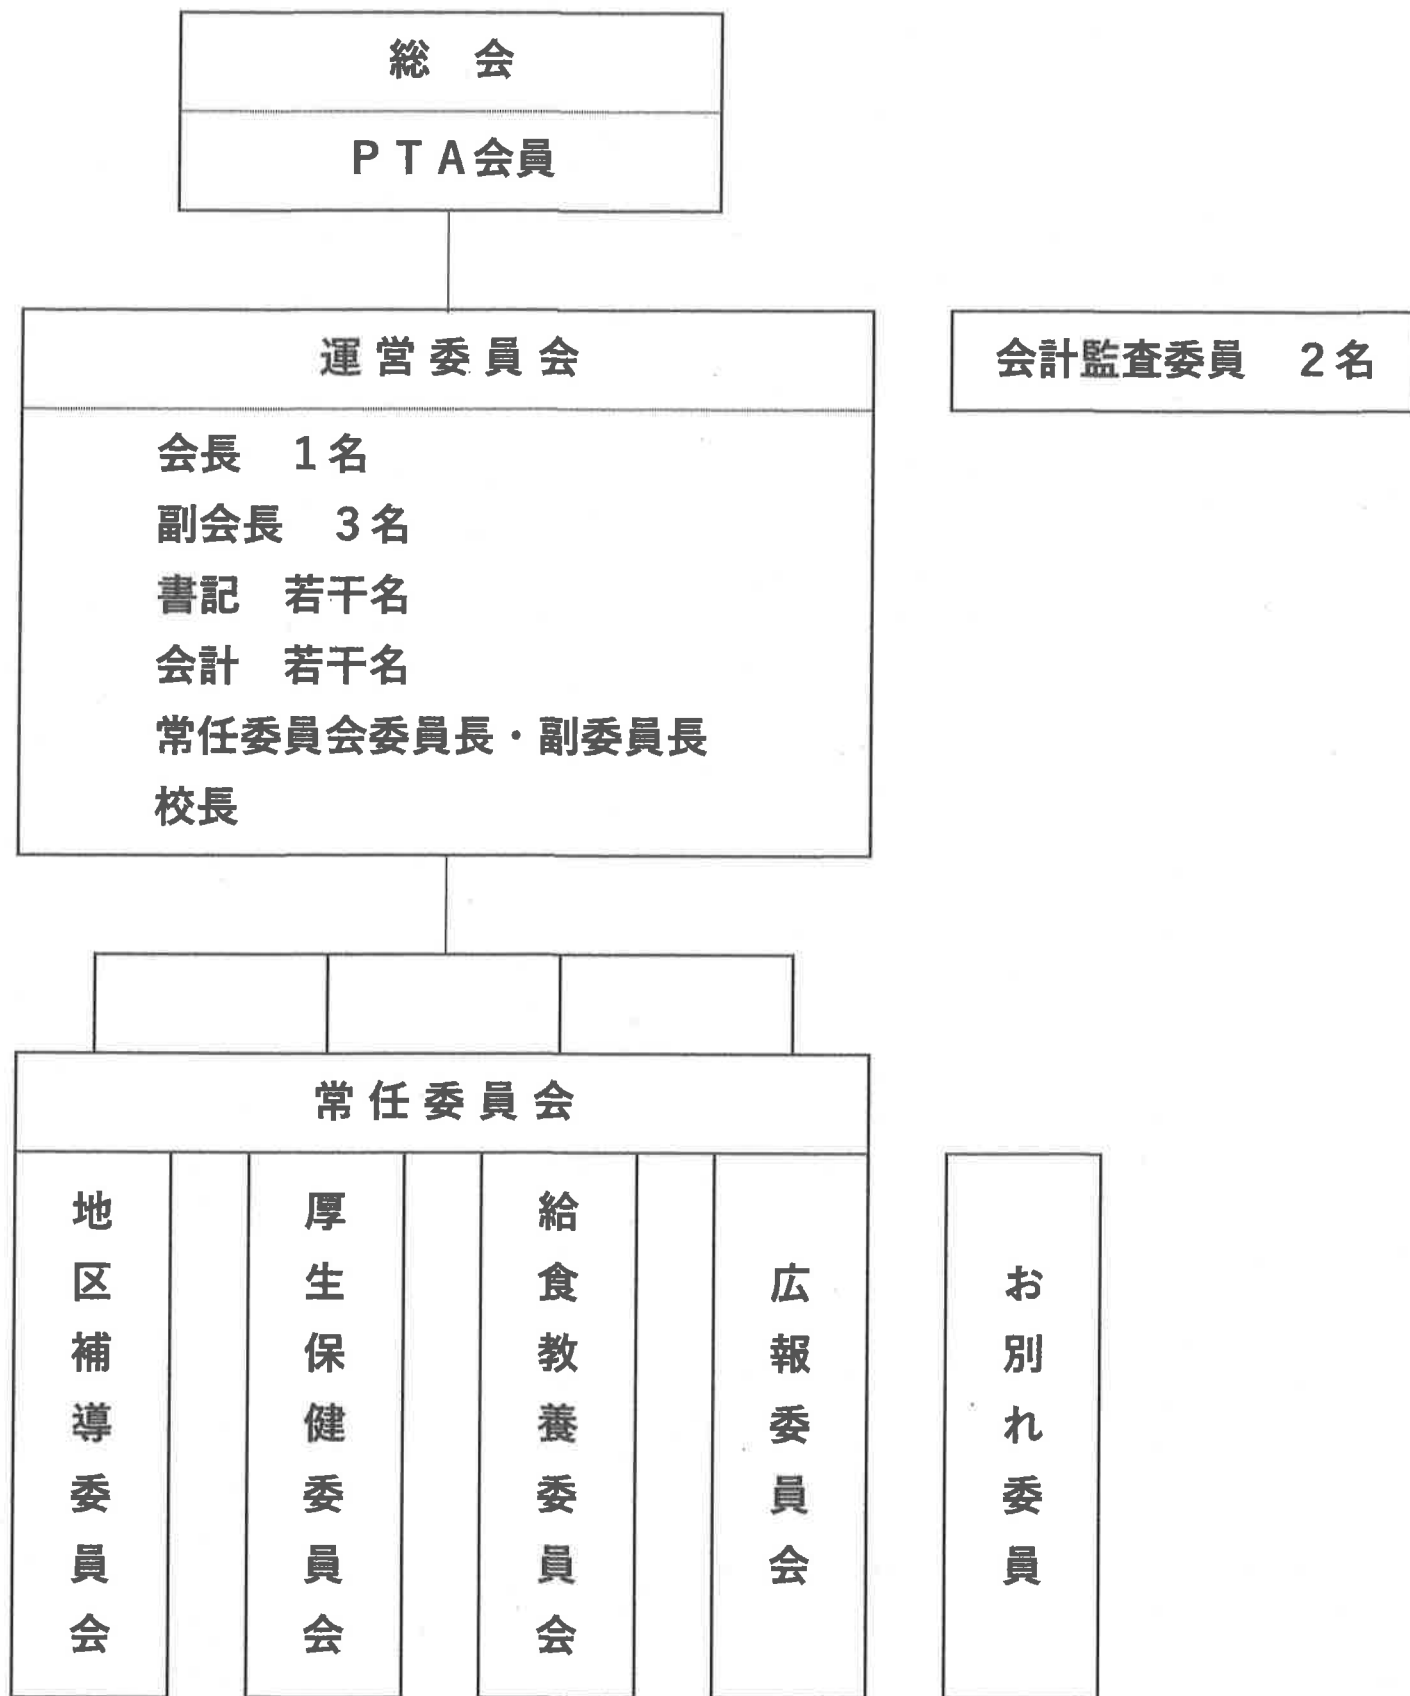 総　会
ＰＴＡ会員
運営委員会
会計監査委員　２名
会長　１名
副会長　３名
書記　若干名
会計　若干名
常任委員会委員長・副委員長
校長
常任委員会
地区補導委員会
厚生保健委員会
給食教養委員会
広報委員会
お別れ委員